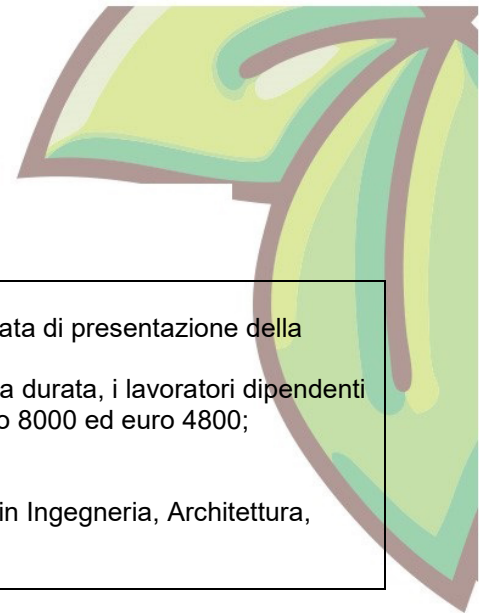 ata di presentazione della
a durata, i lavoratori dipendenti
o 8000 ed euro 4800;
in Ingegneria, Architettura,